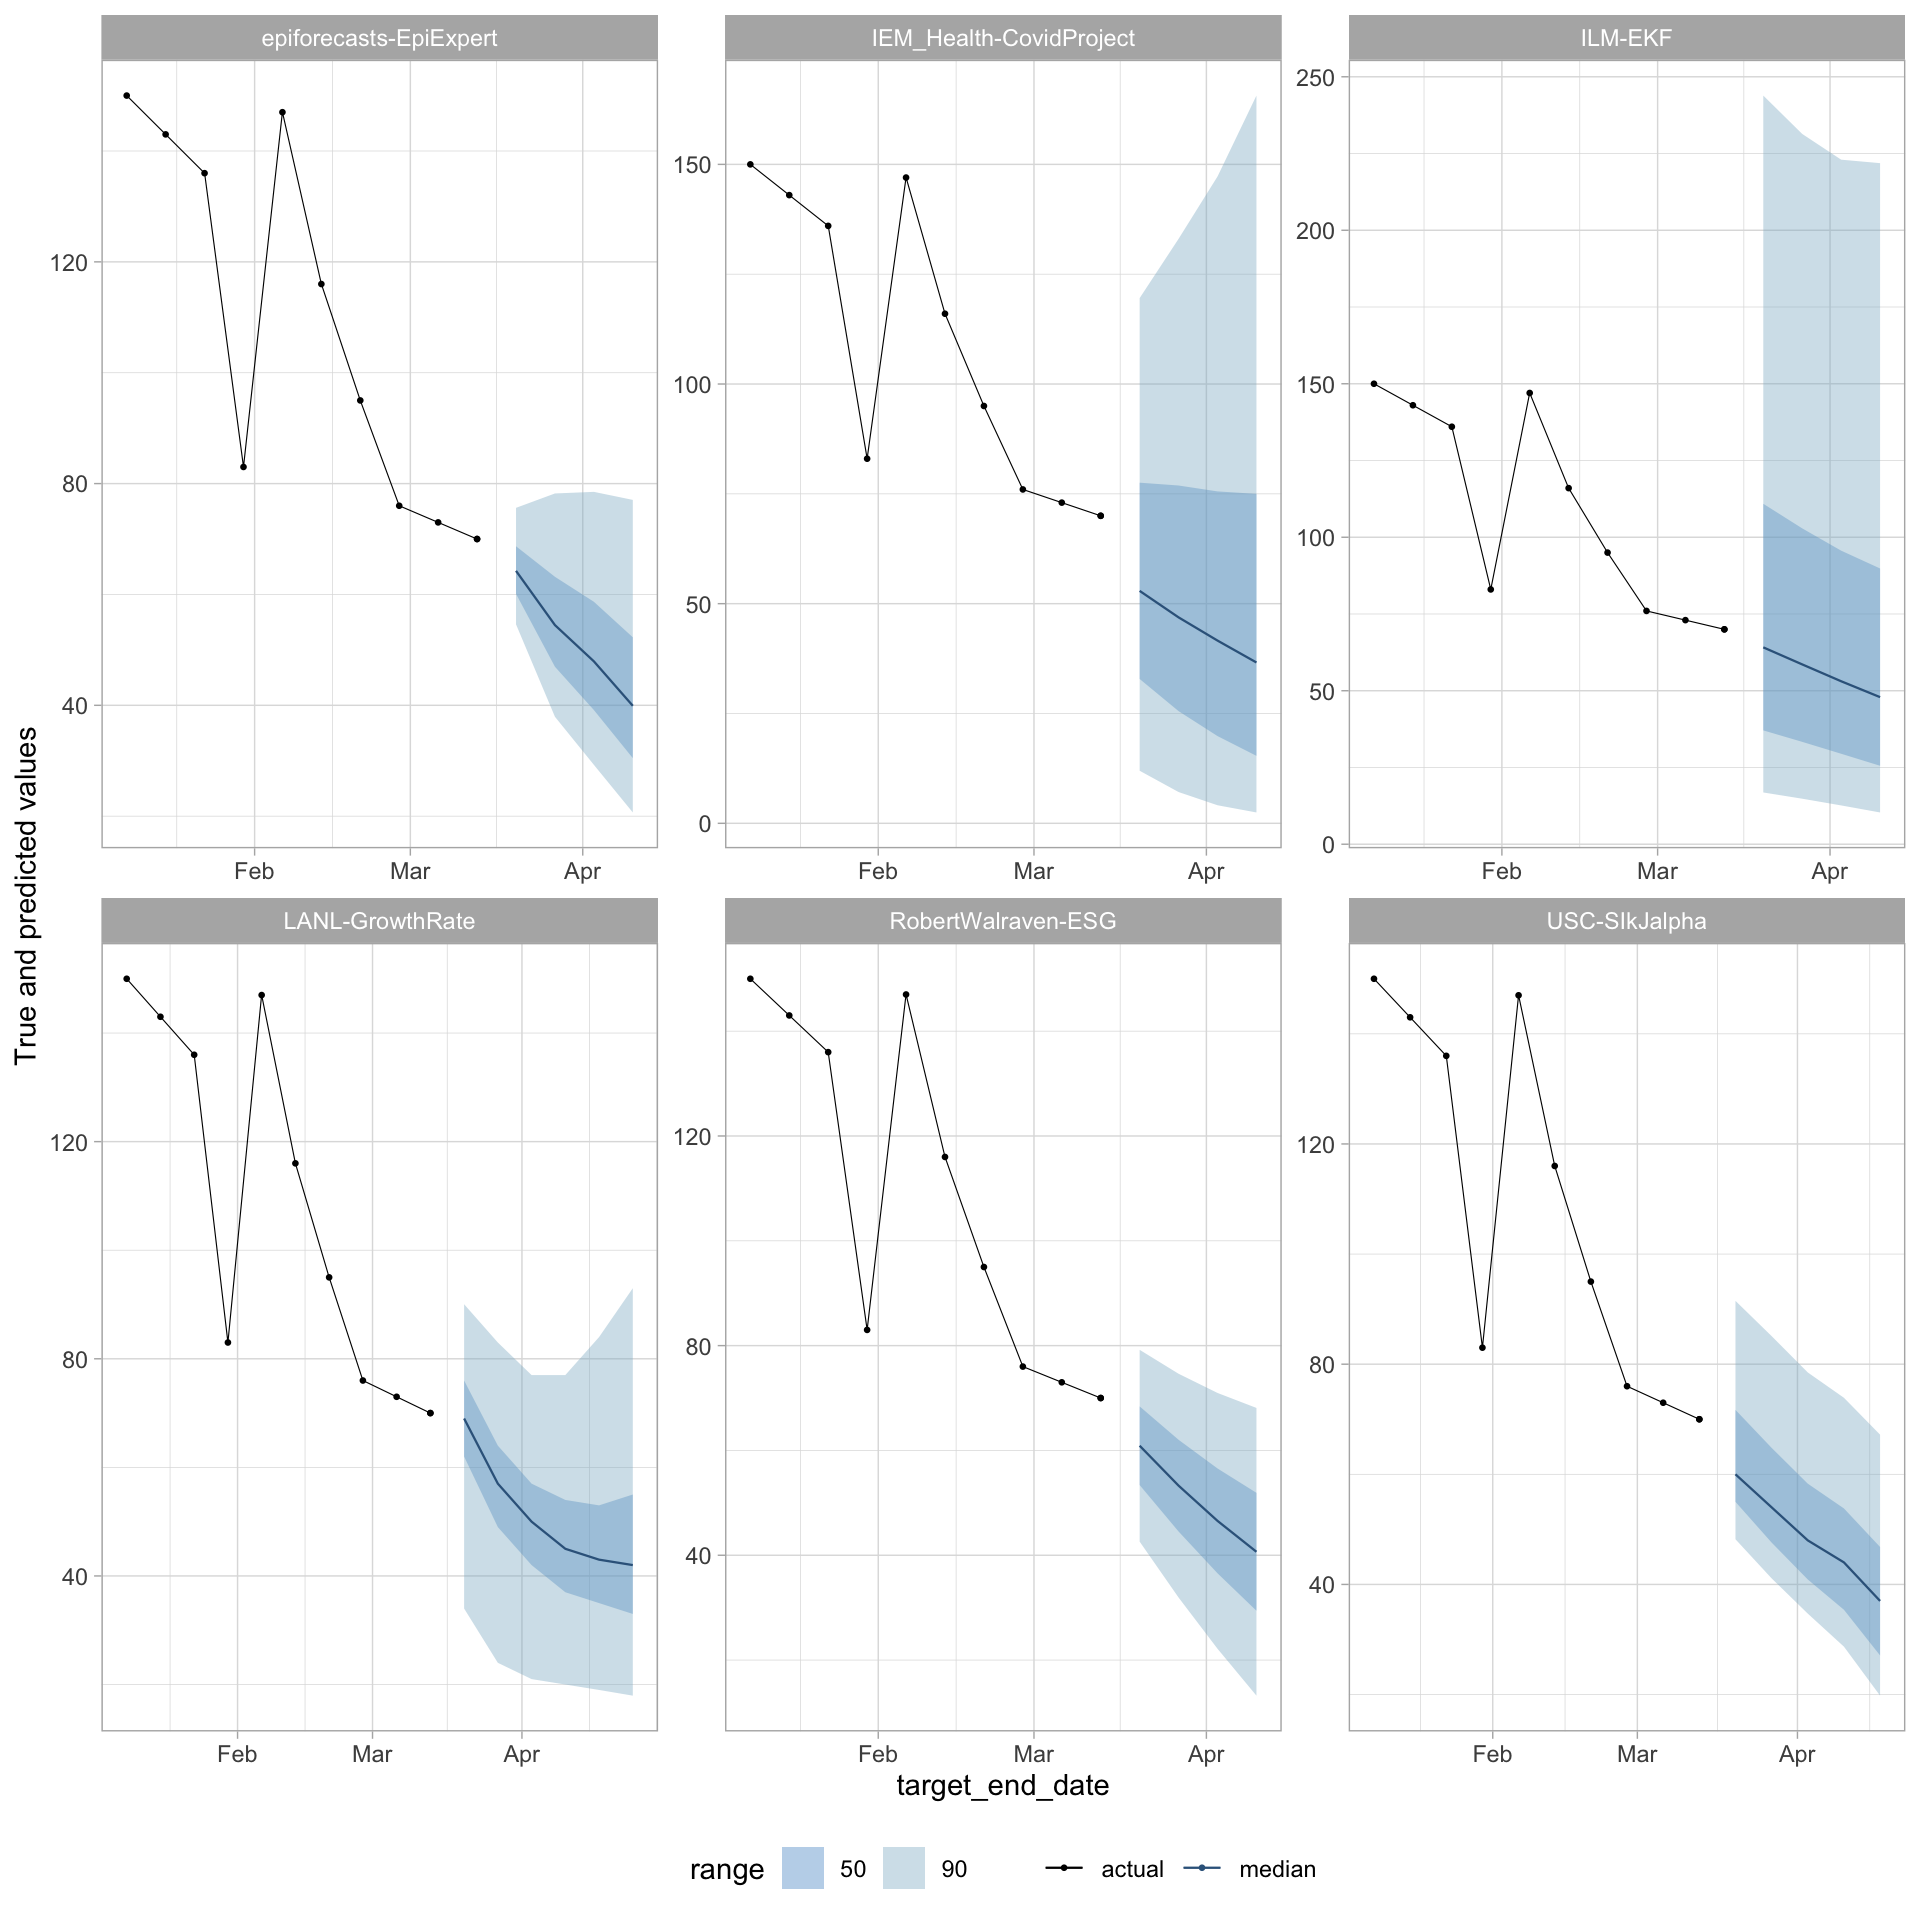 epiforecasts-EpiExpert
IEM_Health-CovidProject
ILM-EKF
120
80
40
Feb Mar Apr
150
100
50
0
Feb Mar Apr
250
200
150
100
50
0
Feb Mar Apr
True and predicted values
LANL-GrowthRate
RobertWalraven-ESG
USC-SIkJalpha
120
80
40
Feb Mar Apr
120
80
40
Feb Mar Apr
120
80
40
Feb Mar Apr
target_end_date
range 50 90 actual median